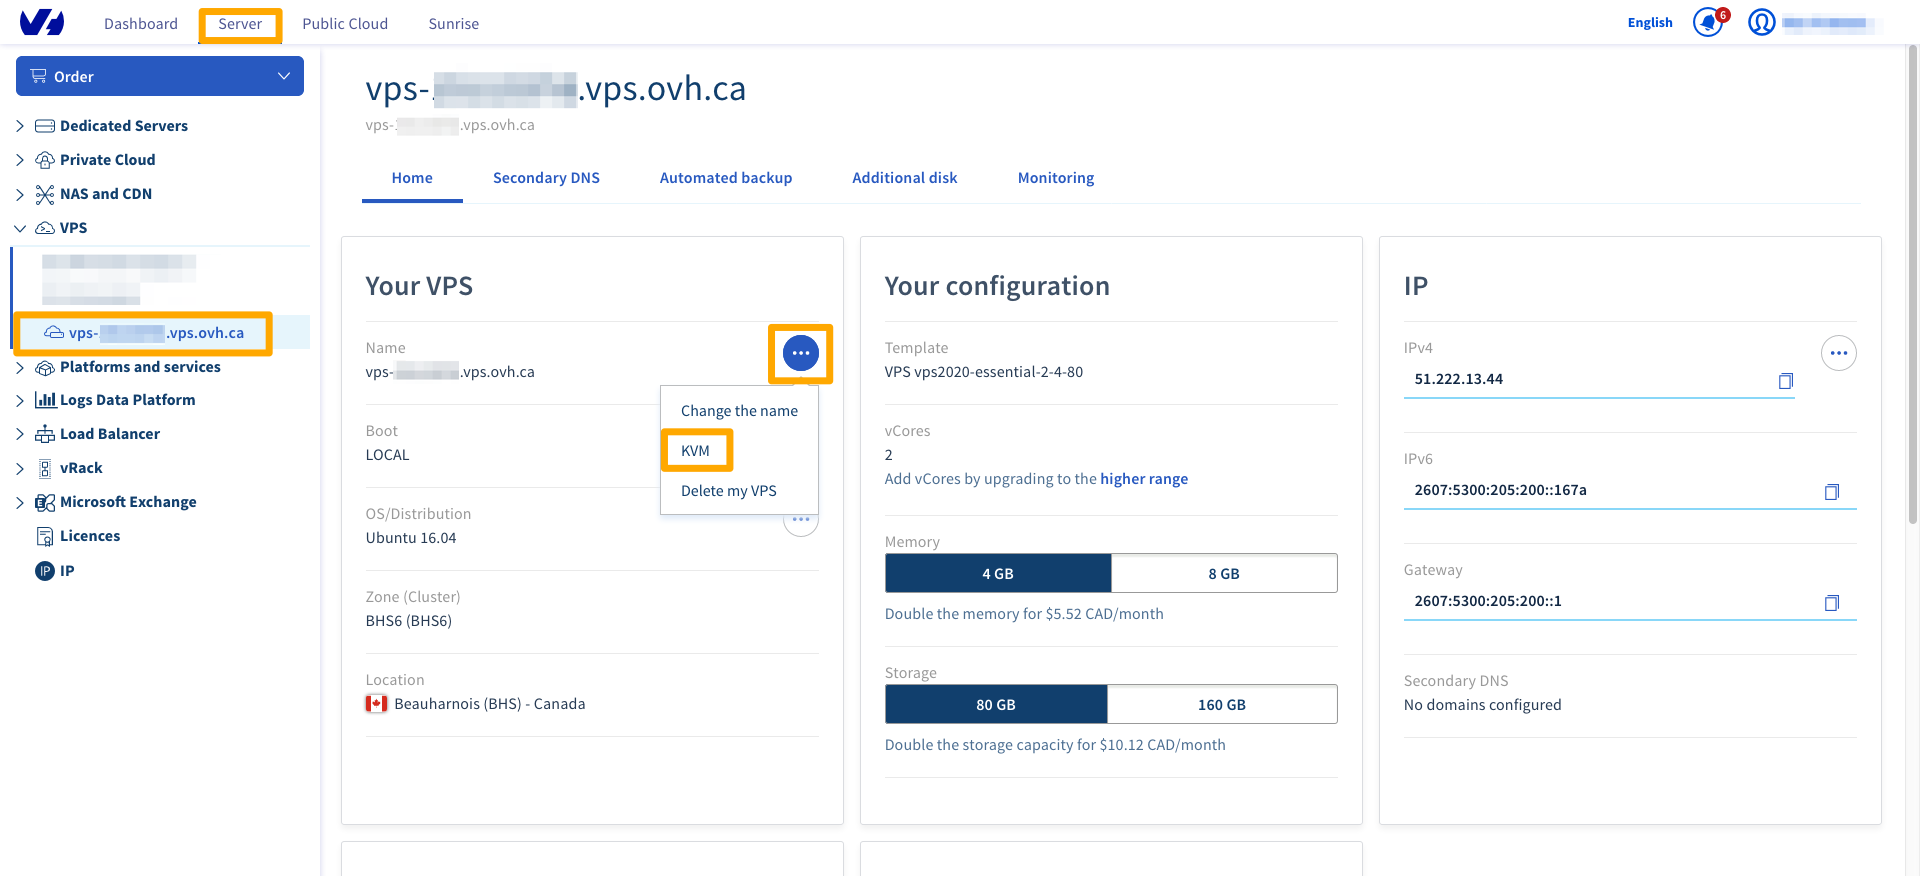 Dashboard
Server
Public Cloud
Sunrise
English
6
Order
Dedicated Servers
Private Cloud
NAS and CDN
VPS
vps- .vps.ovh.ca
Platforms and services
Logs Data Platform
Load Balancer
vRack
Microsoft Exchange
Licences
IP IP
vps- .vps.ovh.ca
vps- .vps.ovh.ca
Home
Secondary DNS
Automated backup
Additional disk
Monitoring
Your VPS
Name
vps- .vps.ovh.ca
Change the name
KVM
Delete my VPS
Boot
LOCAL
OS/Distribution
Ubuntu 16.04
Zone (Cluster)
BHS6 (BHS6)
Location
Beauharnois (BHS) - Canada
Your configuration
Template
VPS vps2020-essential-2-4-80
vCores
2
Add vCores by upgrading to the higher range
Memory
4 GB
8 GB
Double the memory for $5.52 CAD/month
Storage
80 GB
160 GB
Double the storage capacity for $10.12 CAD/month
IP
IPv4
51.222.13.44
IPv6
2607:5300:205:200::167a
Gateway
2607:5300:205:200::1
Secondary DNS
No domains configured